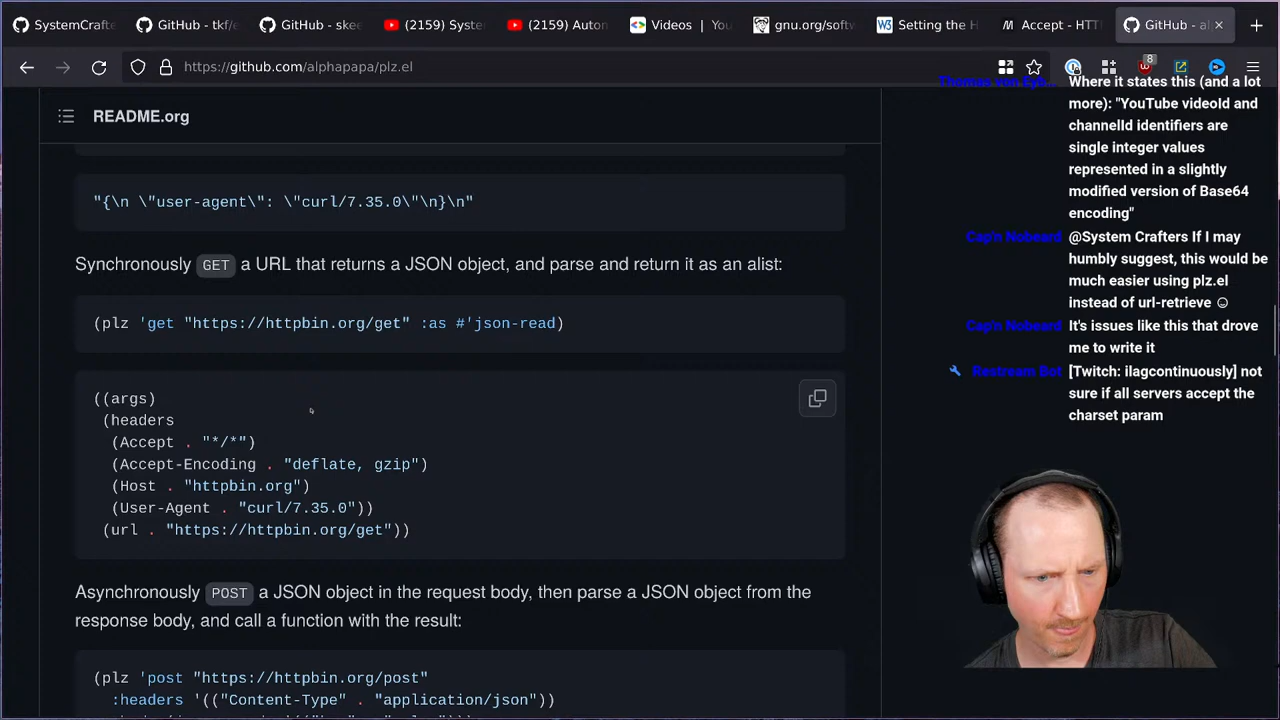 SystemCrafte
GitHub - tkf/e
GitHub - skee
(2159) Syste
(2159) Auton
Videos | You
gnu.org/softw
Setting the H
Accept - HTT
GitHub - al
https://github.com/alphapapa/plz.el
8
README.org
"{\n \"user-agent\": \"curl/7.35.0\"\n}\n"
Synchronously GET a URL that returns a JSON object, and parse and return it as an alist:
(plz 'get "https://httpbin.org/get" :as #'json-read)
((args)
(headers
(Accept . "*/*")
(Accept-Encoding . "deflate, gzip")
(Host . "httpbin.org")
(User-Agent . "curl/7.35.0"))
(url . "https://httpbin.org/get"))
Asynchronously POST a JSON object in the request body, then parse a JSON object from the
response body, and call a function with the result:
(plz 'post "https://httpbin.org/post"
:headers '(("Content-Type" . "application/json"))
Where it states this (and a lot
more): "YouTube videoId and
channelId identifiers are
single integer values
represented in a slightly
modified version of Base64
encoding"
Cap'n Nobeard @System Crafters If I may
humbly suggest, this would be
much easier using plz.el
instead of url-retrieve ☺
Cap'n Nobeard It's issues like this that drove
me to write it
Restream Bot [Twitch: ilagcontinuously] not
sure if all servers accept the
charset param